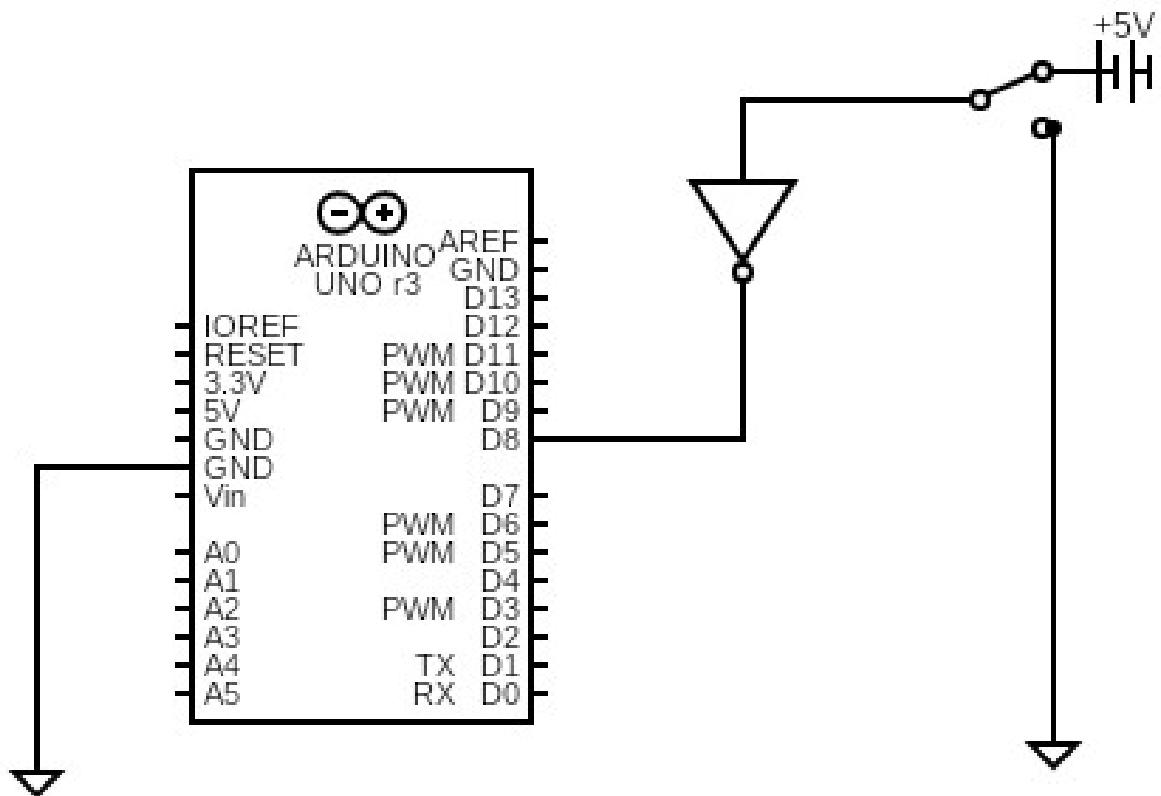 +5V
ARDUINO
UNO r3
AREF
GND
D13
IOREF
D12
RESET
PWM D11
3.3V
PWM D10
5V
PWM D9
GND
D8
GND
Vin
D7
PWM D6
A0
PWM D5
A1
D4
A2
PWM D3
A3
D2
A4
TX D1
A5
RX D0